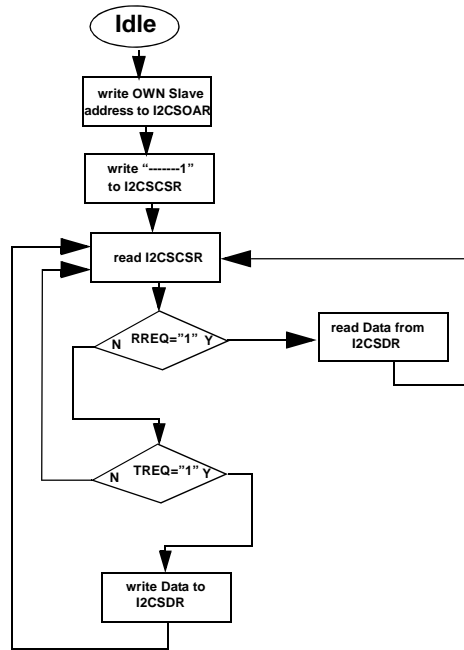 Idle
write OWN Slave
address to I2CSOAR
write “-------1”
to I2CSCSR
read I2CSCSR
N RREQ=”1” Y
read Data from
I2CSDR
N TREQ=”1” Y
write Data to
I2CSDR